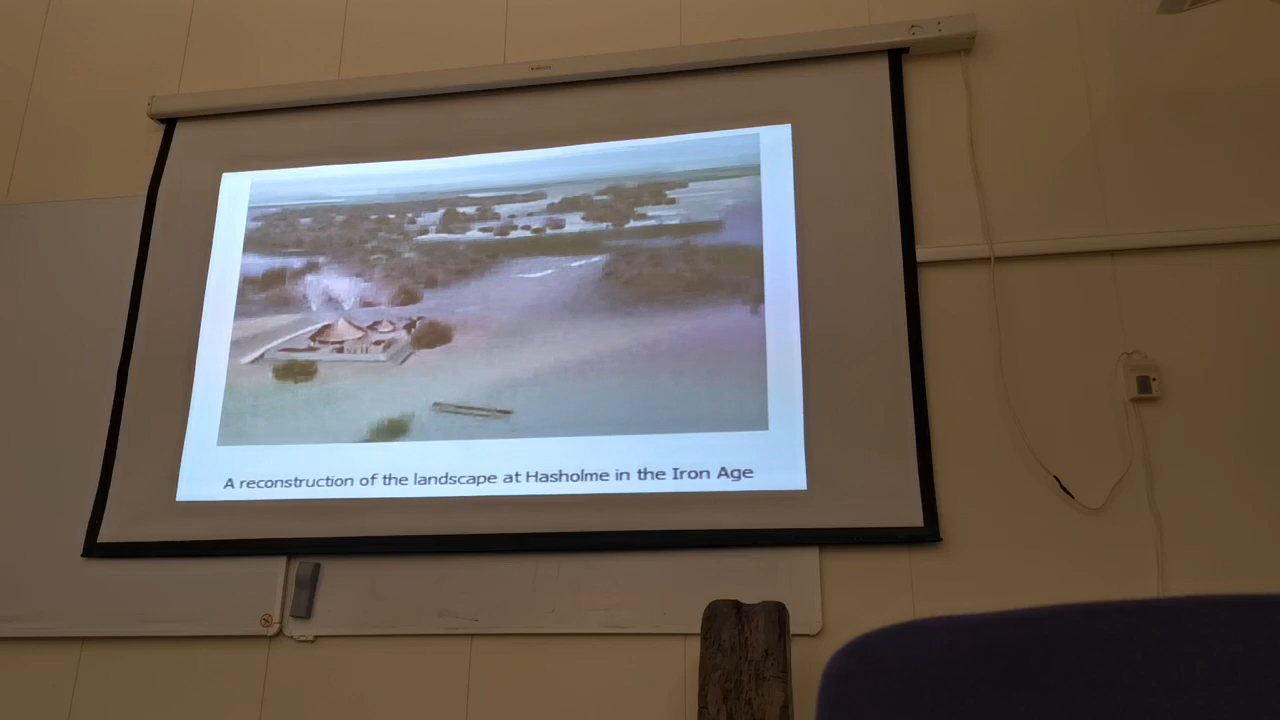 A reconstruction of the landscape at Hasholme in the Iron Age